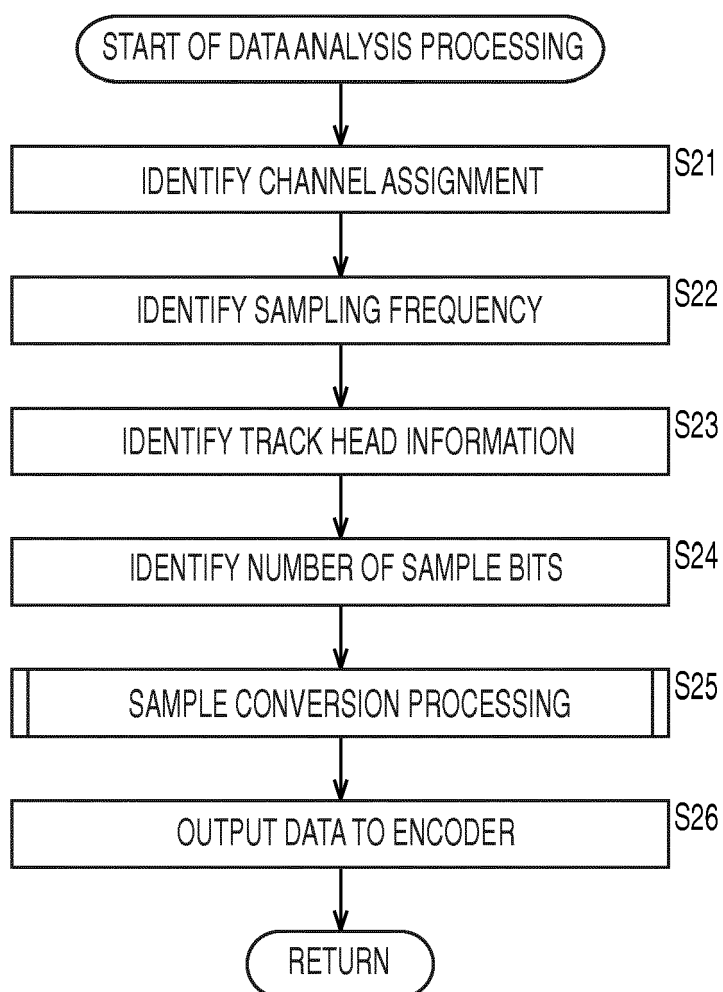 START OF DATA ANALYSIS PROCESSING
S21
IDENTIFY CHANNEL ASSIGNMENT
S22
IDENTIFY SAMPLING FREQUENCY
S23
IDENTIFY TRACK HEAD INFORMATION
S24
IDENTIFY NUMBER OF SAMPLE BITS
S25
SAMPLE CONVERSION PROCESSING
S26
OUTPUT DATA TO ENCODER
RETURN